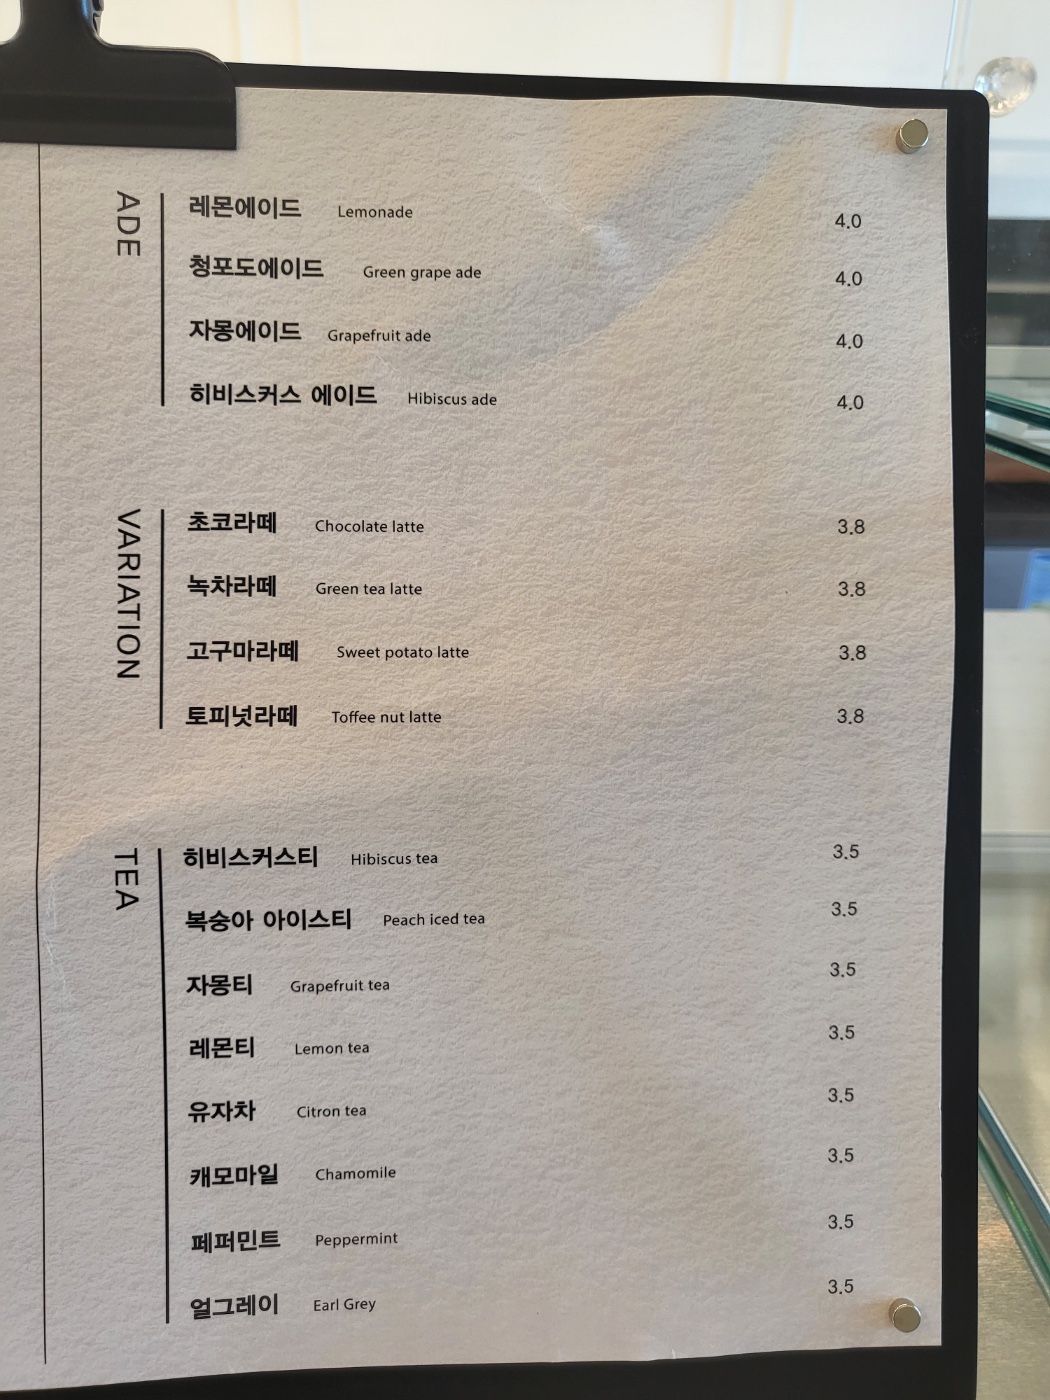 ADE
레몬에이드 Lemonade 4.0
청포도에이드 Green grape ade 4.0
자몽에이드 Grapefruit ade 4.0
히비스커스 에이드 Hibiscus ade 4.0
VARIATION
초코라떼 Chocolate latte 3.8
녹차라떼 Green tea latte 3.8
고구마라떼 Sweet potato latte 3.8
토피넛라떼 Toffee nut latte 3.8
TEA
히비스커스티 Hibiscus tea 3.5
복숭아 아이스티 Peach iced tea 3.5
자몽티 Grapefruit tea 3.5
레몬티 Lemon tea 3.5
유자차 Citron tea 3.5
캐모마일 Chamomile 3.5
페퍼민트 Peppermint 3.5
얼그레이 Earl Grey 3.5